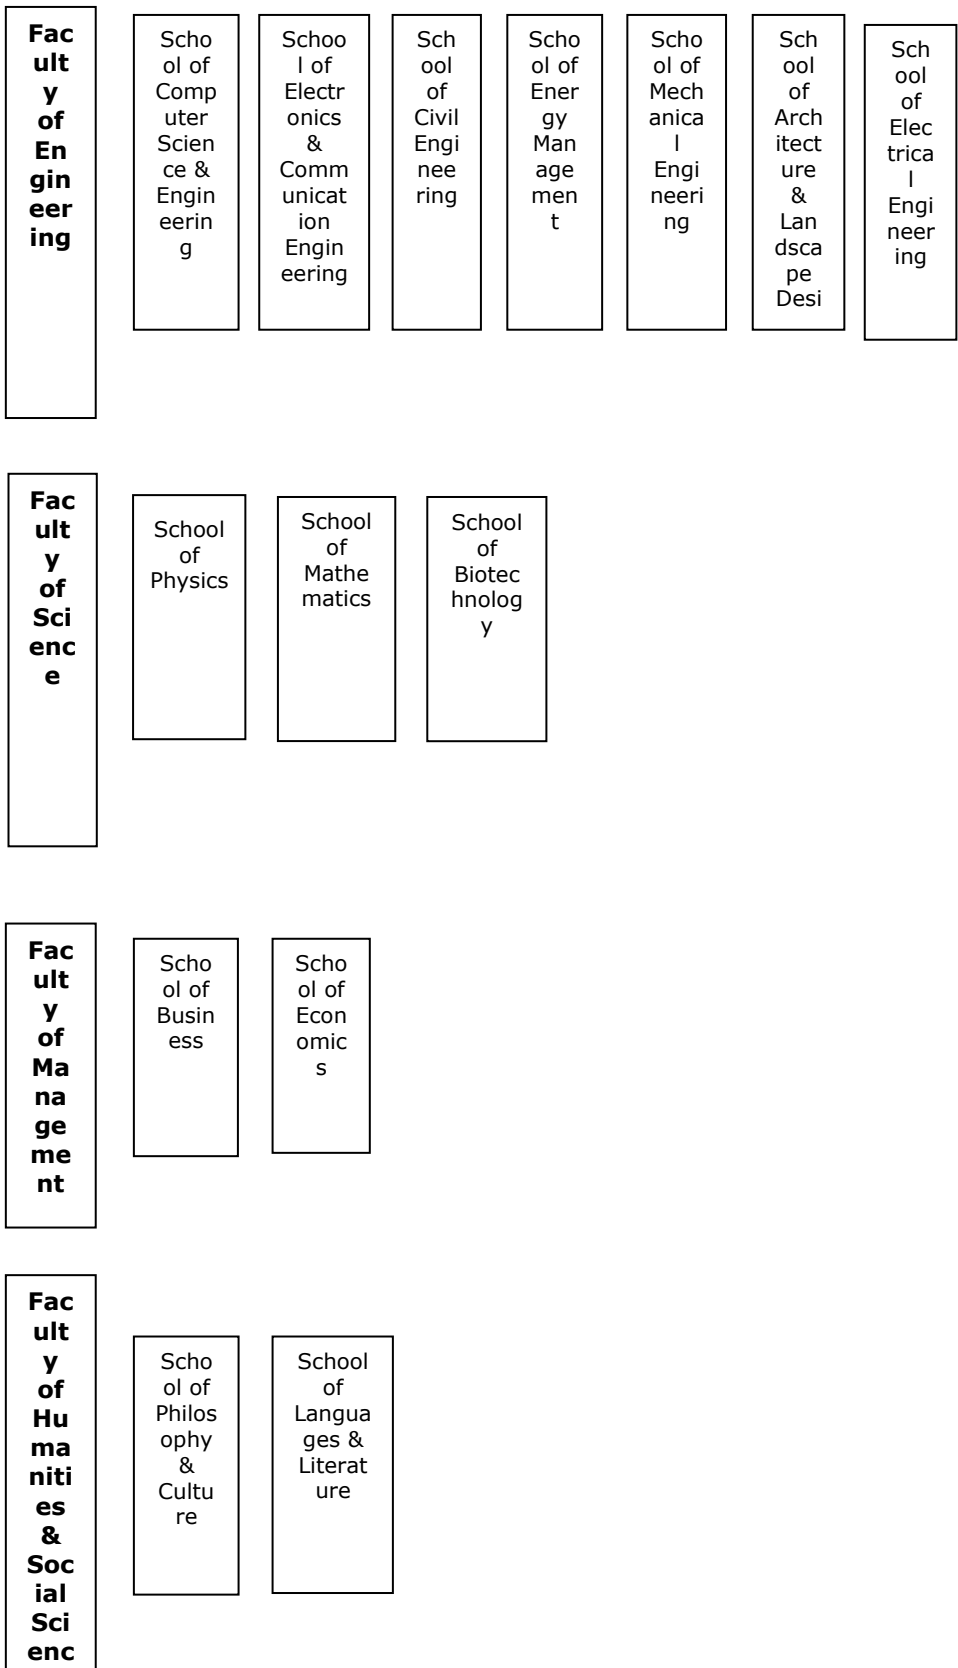 Fac
ult
y
of
En
gin
eer
ing
Scho
ol of
Comp
uter
Scien
ce &
Engin
eerin
g
Schoo
l of
Electr
onics
&
Comm
unicat
ion
Engin
eering
Sch
ool
of
Civil
Engi
nee
ring
Scho
ol of
Ener
gy
Man
age
men
t
Scho
ol of
Mech
anica
l
Engi
neeri
ng
Sch
ool
of
Arch
itect
ure
&
Lan
dsca
pe
Desi
Sch
ool
of
Elec
trica
l
Engi
neer
ing
Fac
ult
y
of
Sci
enc
e
School
of
Physics
School
of
Mathe
matics
School
of
Biotec
hnolog
y
Fac
ult
y
of
Ma
na
ge
me
nt
Scho
ol of
Busin
ess
Scho
ol of
Econ
omic
s
Fac
ult
y
of
Hu
ma
niti
es
&
Soc
ial
Sci
enc
Scho
ol of
Philos
ophy
&
Cultu
re
School
of
Langua
ges &
Literat
ure